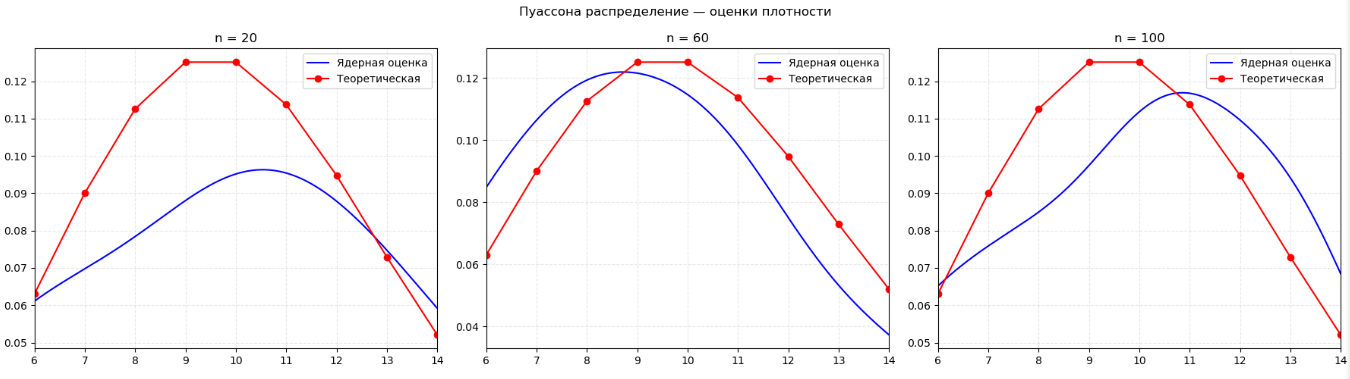 Пуассона распределение — оценки плотности
n = 20
Ядерная оценка
Теоретическая
0.12
0.11
0.10
0.09
0.08
0.07
0.06
0.05
6 7 8 9 10 11 12 13 14
n = 60
Ядерная оценка
Теоретическая
0.12
0.10
0.08
0.06
0.04
6 7 8 9 10 11 12 13 14
n = 100
Ядерная оценка
Теоретическая
0.12
0.11
0.10
0.09
0.08
0.07
0.06
0.05
6 7 8 9 10 11 12 13 14